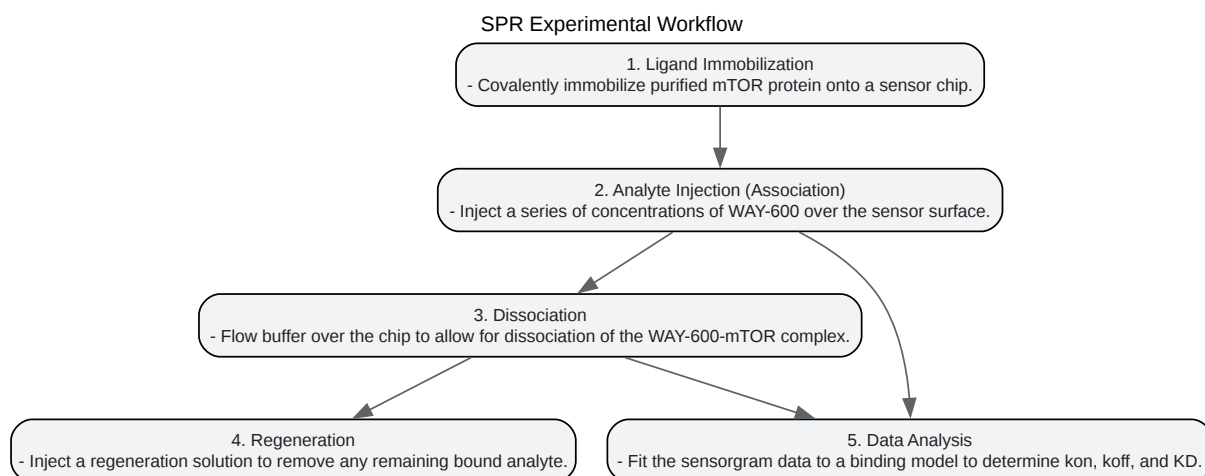 SPR Experimental Workflow
1. Ligand Immobilization
- Covalently immobilize purified mTOR protein onto a sensor chip.
2. Analyte Injection (Association)
- Inject a series of concentrations of WAY-600 over the sensor surface.
3. Dissociation
- Flow buffer over the chip to allow for dissociation of the WAY-600-mTOR complex.
4. Regeneration
- Inject a regeneration solution to remove any remaining bound analyte.
5. Data Analysis
- Fit the sensorgram data to a binding model to determine kon, koff, and KD.